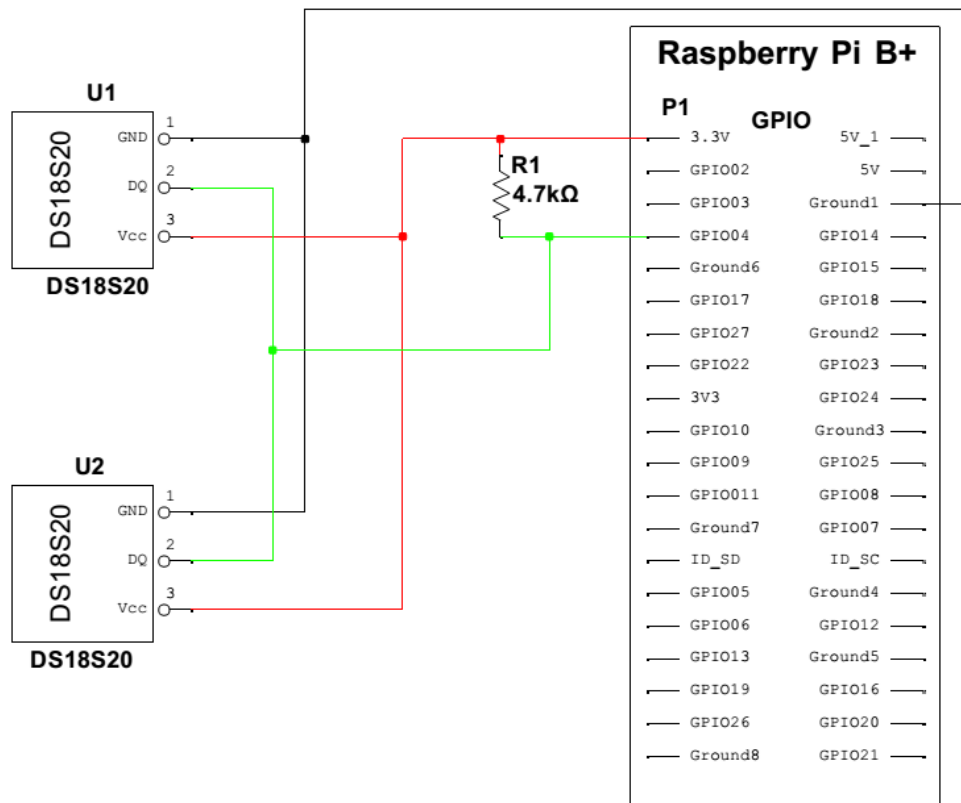 Raspberry Pi B+
P1
GPIO
3.3V 5V_1
GPIO02 5V
GPIO03 Ground1
GPIO04 GPIO14
Ground6 GPIO15
GPIO17 GPIO18
GPIO27 Ground2
GPIO22 GPIO23
3V3 GPIO24
GPIO10 Ground3
GPIO09 GPIO25
GPIO011 GPIO08
Ground7 GPIO07
ID_SD ID_SC
GPIO05 Ground4
GPIO06 GPIO12
GPIO13 Ground5
GPIO19 GPIO16
GPIO26 GPIO20
Ground8 GPIO21
R1
4.7kΩ
U1
DS18S20
GND 1
DQ 2
Vcc 3
DS18S20
U2
DS18S20
GND 1
DQ 2
Vcc 3
DS18S20